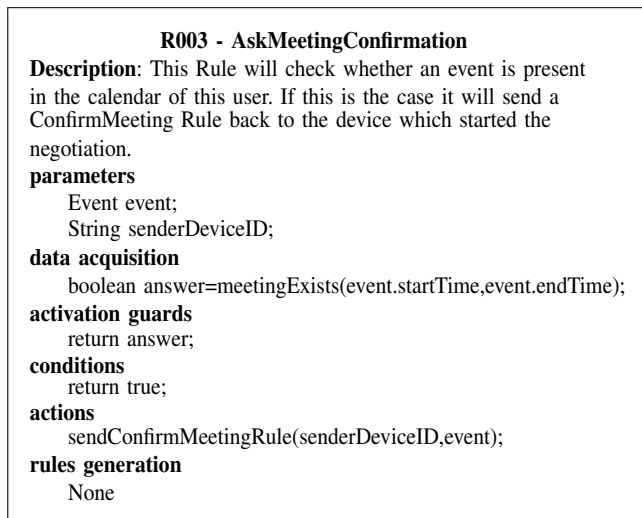 R003 - AskMeetingConfirmation
Description: This Rule will check whether an event is present
in the calendar of this user. If this is the case it will send a
ConfirmMeeting Rule back to the device which started the
negotiation.
parameters
Event event;
String senderDeviceID;
data acquisition
boolean answer=meetingExists(event.startTime,event.endTime);
activation guards
return answer;
conditions
return true;
actions
sendConfirmMeetingRule(senderDeviceID,event);
rules generation
None